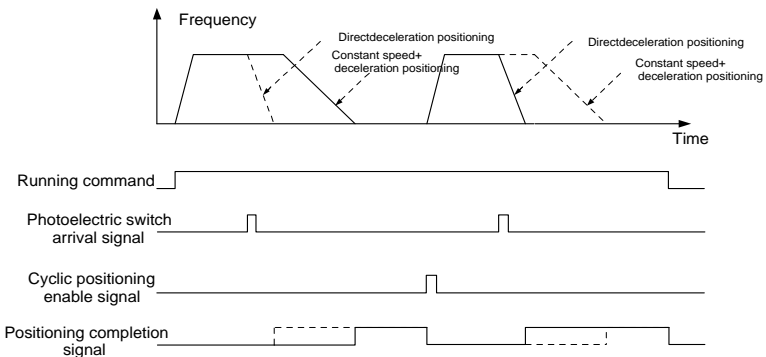 Frequency
Directdeceleration positioning
Constant speed+
deceleration positioning
Directdeceleration positioning
Constant speed+
deceleration positioning
Time
Running command
Photoelectric switch
arrival signal
Cyclic positioning
enable signal
Positioning completion
signal